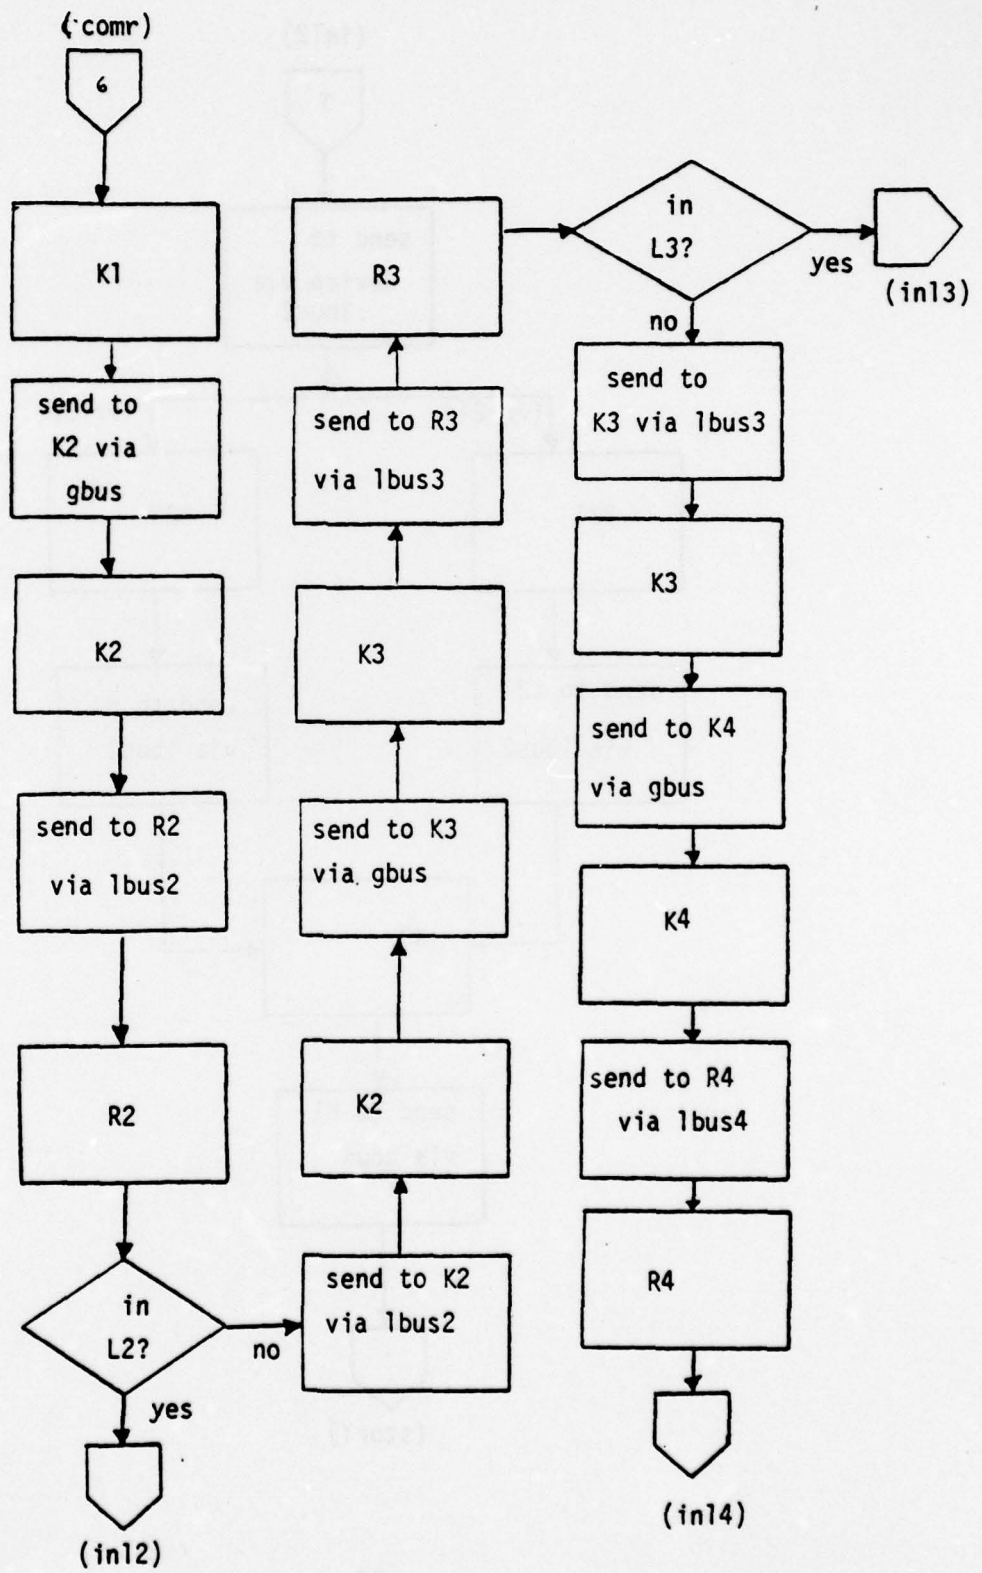 (comr)
6
K1
send to
K2 via
gbus
K2
send to R2
via lbus2
R2
in
L2?
no
yes
(inl2)
send to K2
via lbus2
K2
send to K3
via gbus
K3
send to R3
via lbus3
R3
in
L3?
yes
(inl3)
no
send to
K3 via lbus3
K3
send to K4
via gbus
K4
send to R4
via lbus4
R4
(inl4)